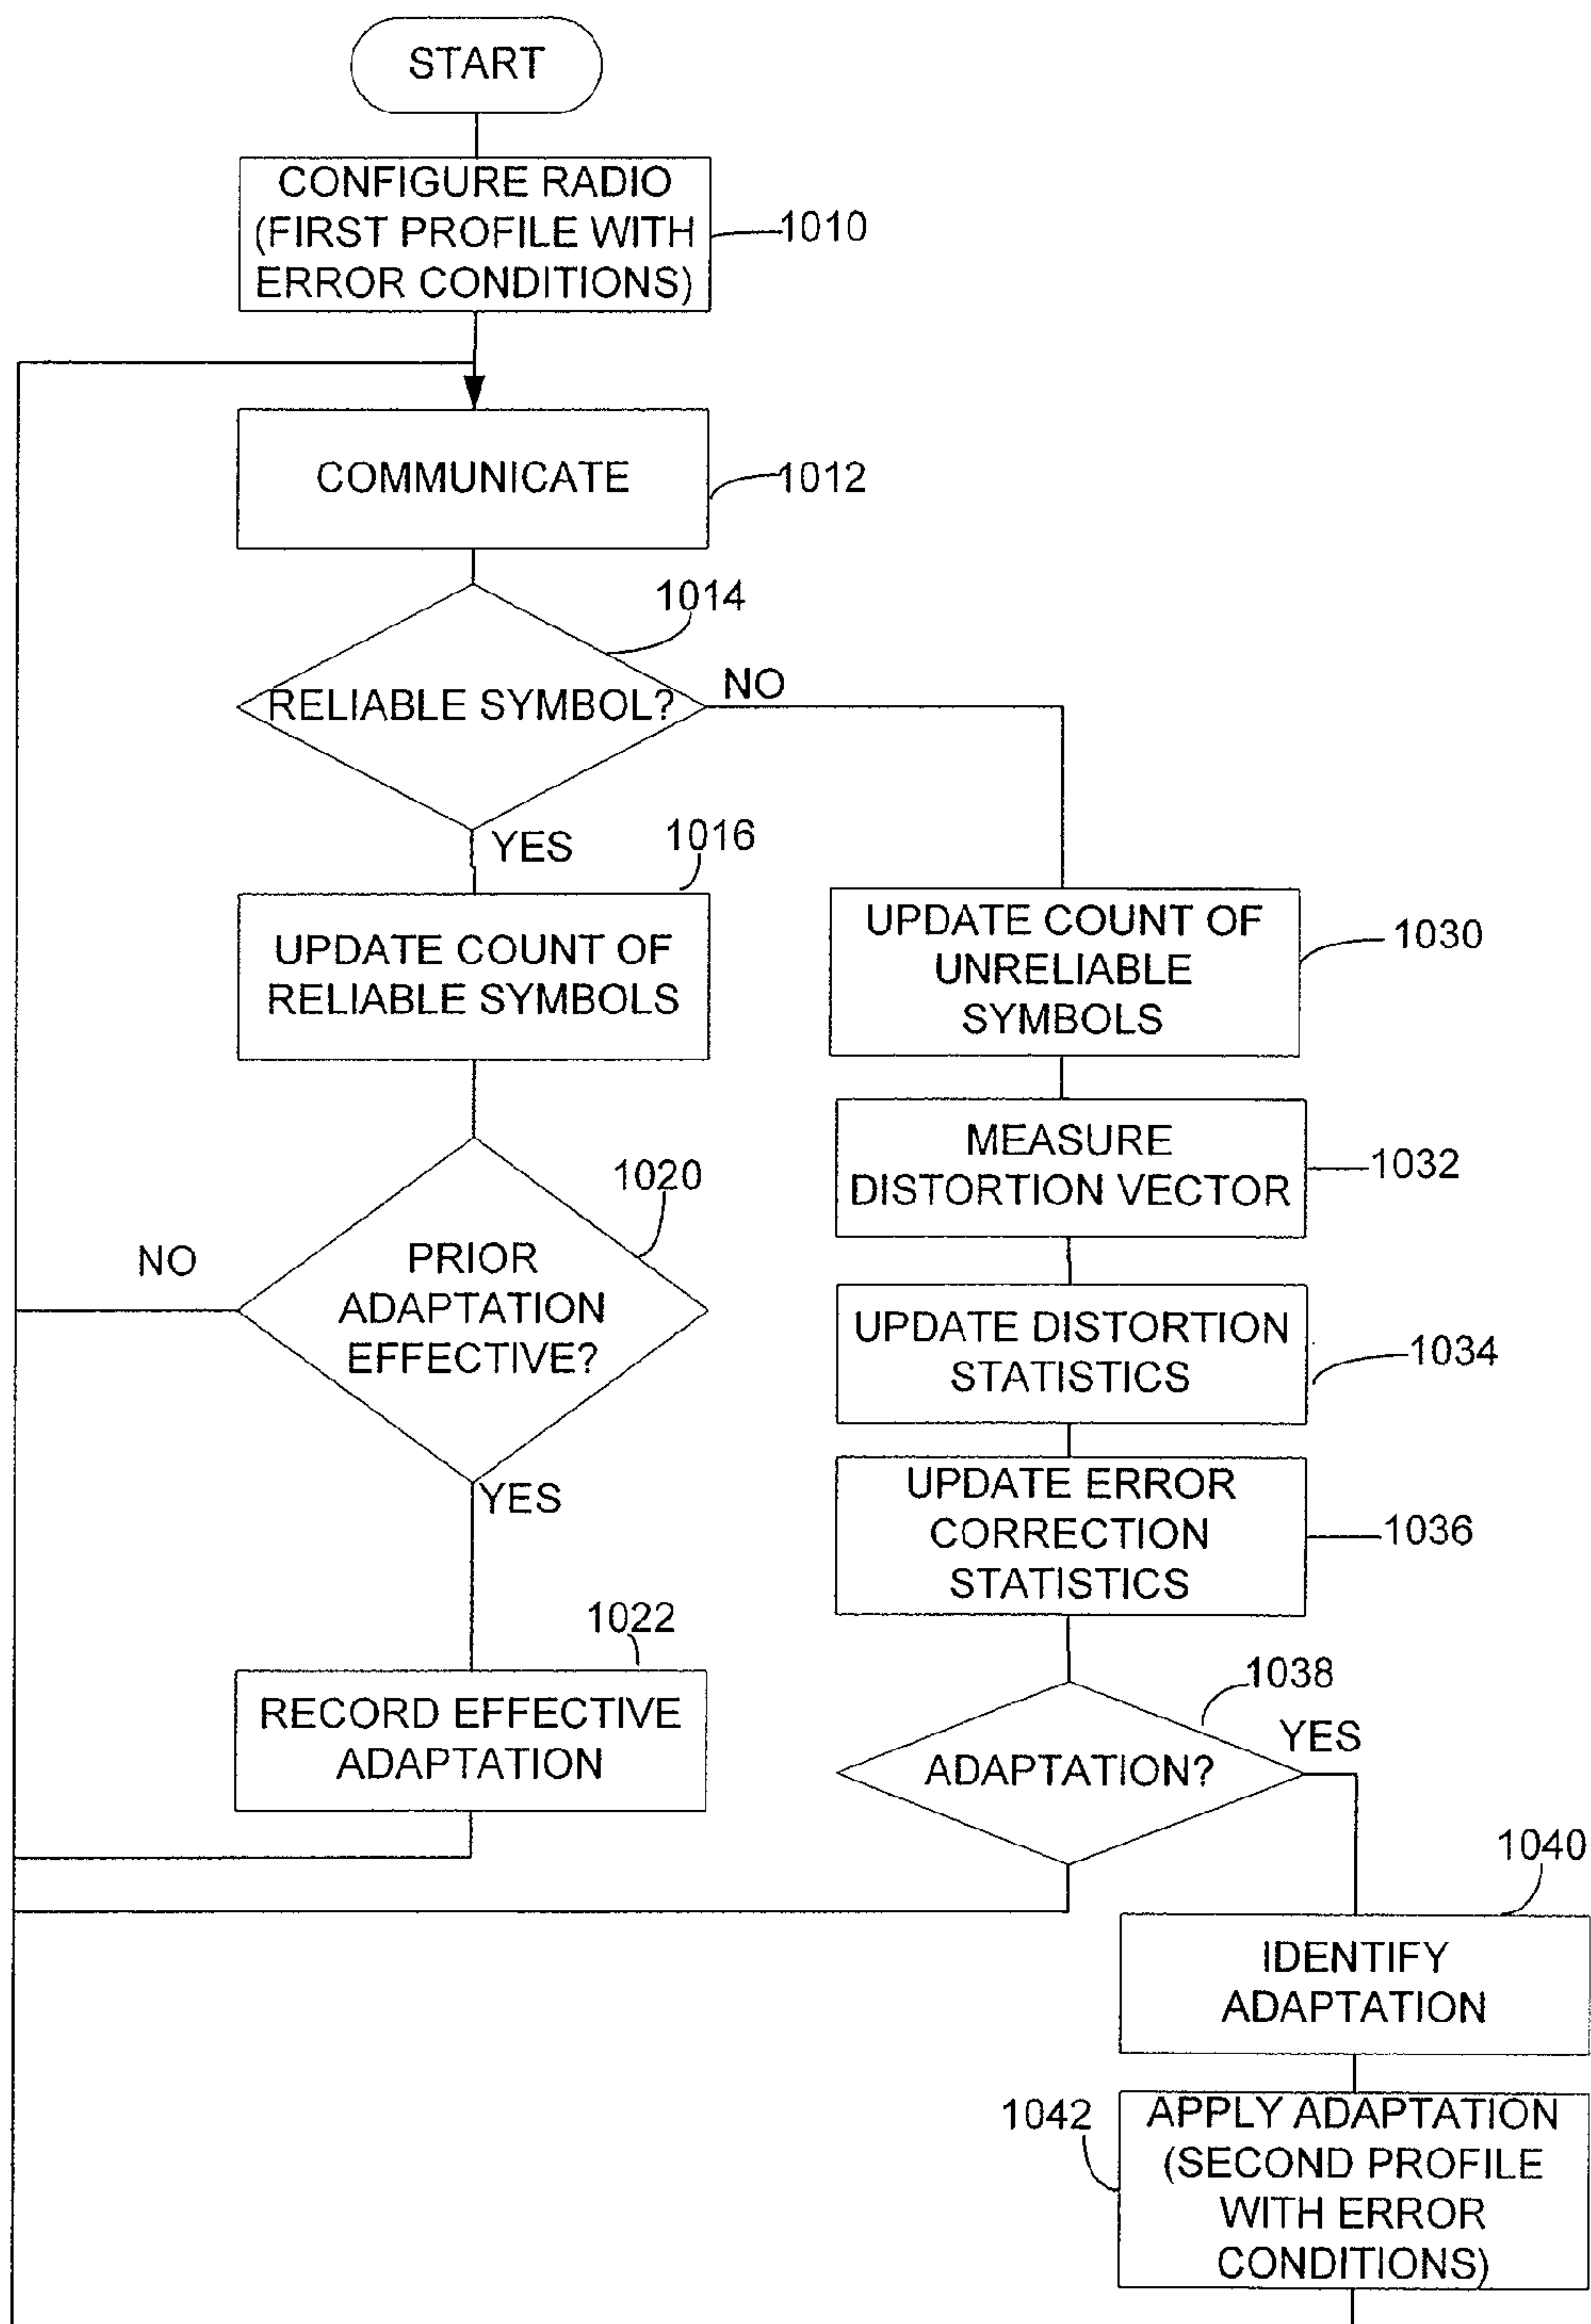 START
CONFIGURE RADIO
(FIRST PROFILE WITH
ERROR CONDITIONS)
1010
COMMUNICATE
1012
1014
RELIABLE SYMBOL?
NO
YES
1016
UPDATE COUNT OF
RELIABLE SYMBOLS
UPDATE COUNT OF
UNRELIABLE
SYMBOLS
1030
MEASURE
DISTORTION VECTOR
1032
1020
NO
PRIOR
ADAPTATION
EFFECTIVE?
YES
UPDATE DISTORTION
STATISTICS
1034
UPDATE ERROR
CORRECTION
STATISTICS
1036
1022
RECORD EFFECTIVE
ADAPTATION
1038
ADAPTATION?
YES
1040
IDENTIFY
ADAPTATION
1042
APPLY ADAPTATION
(SECOND PROFILE
WITH ERROR
CONDITIONS)